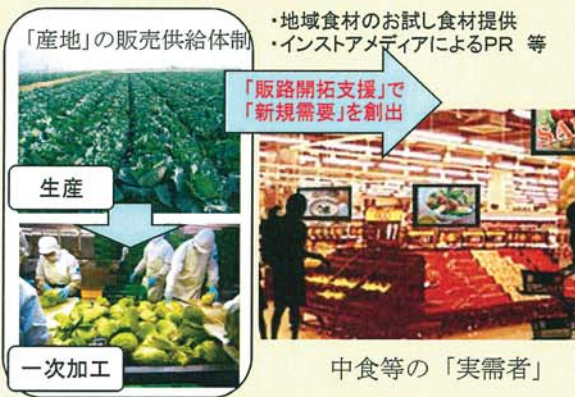 「産地」の販売供給体制
・地域食材のお試し食材提供
・インストアメディアによるPR 等
「販路開拓支援」で
「新規需要」を創出
生産
一次加工
中食等の「実需者」